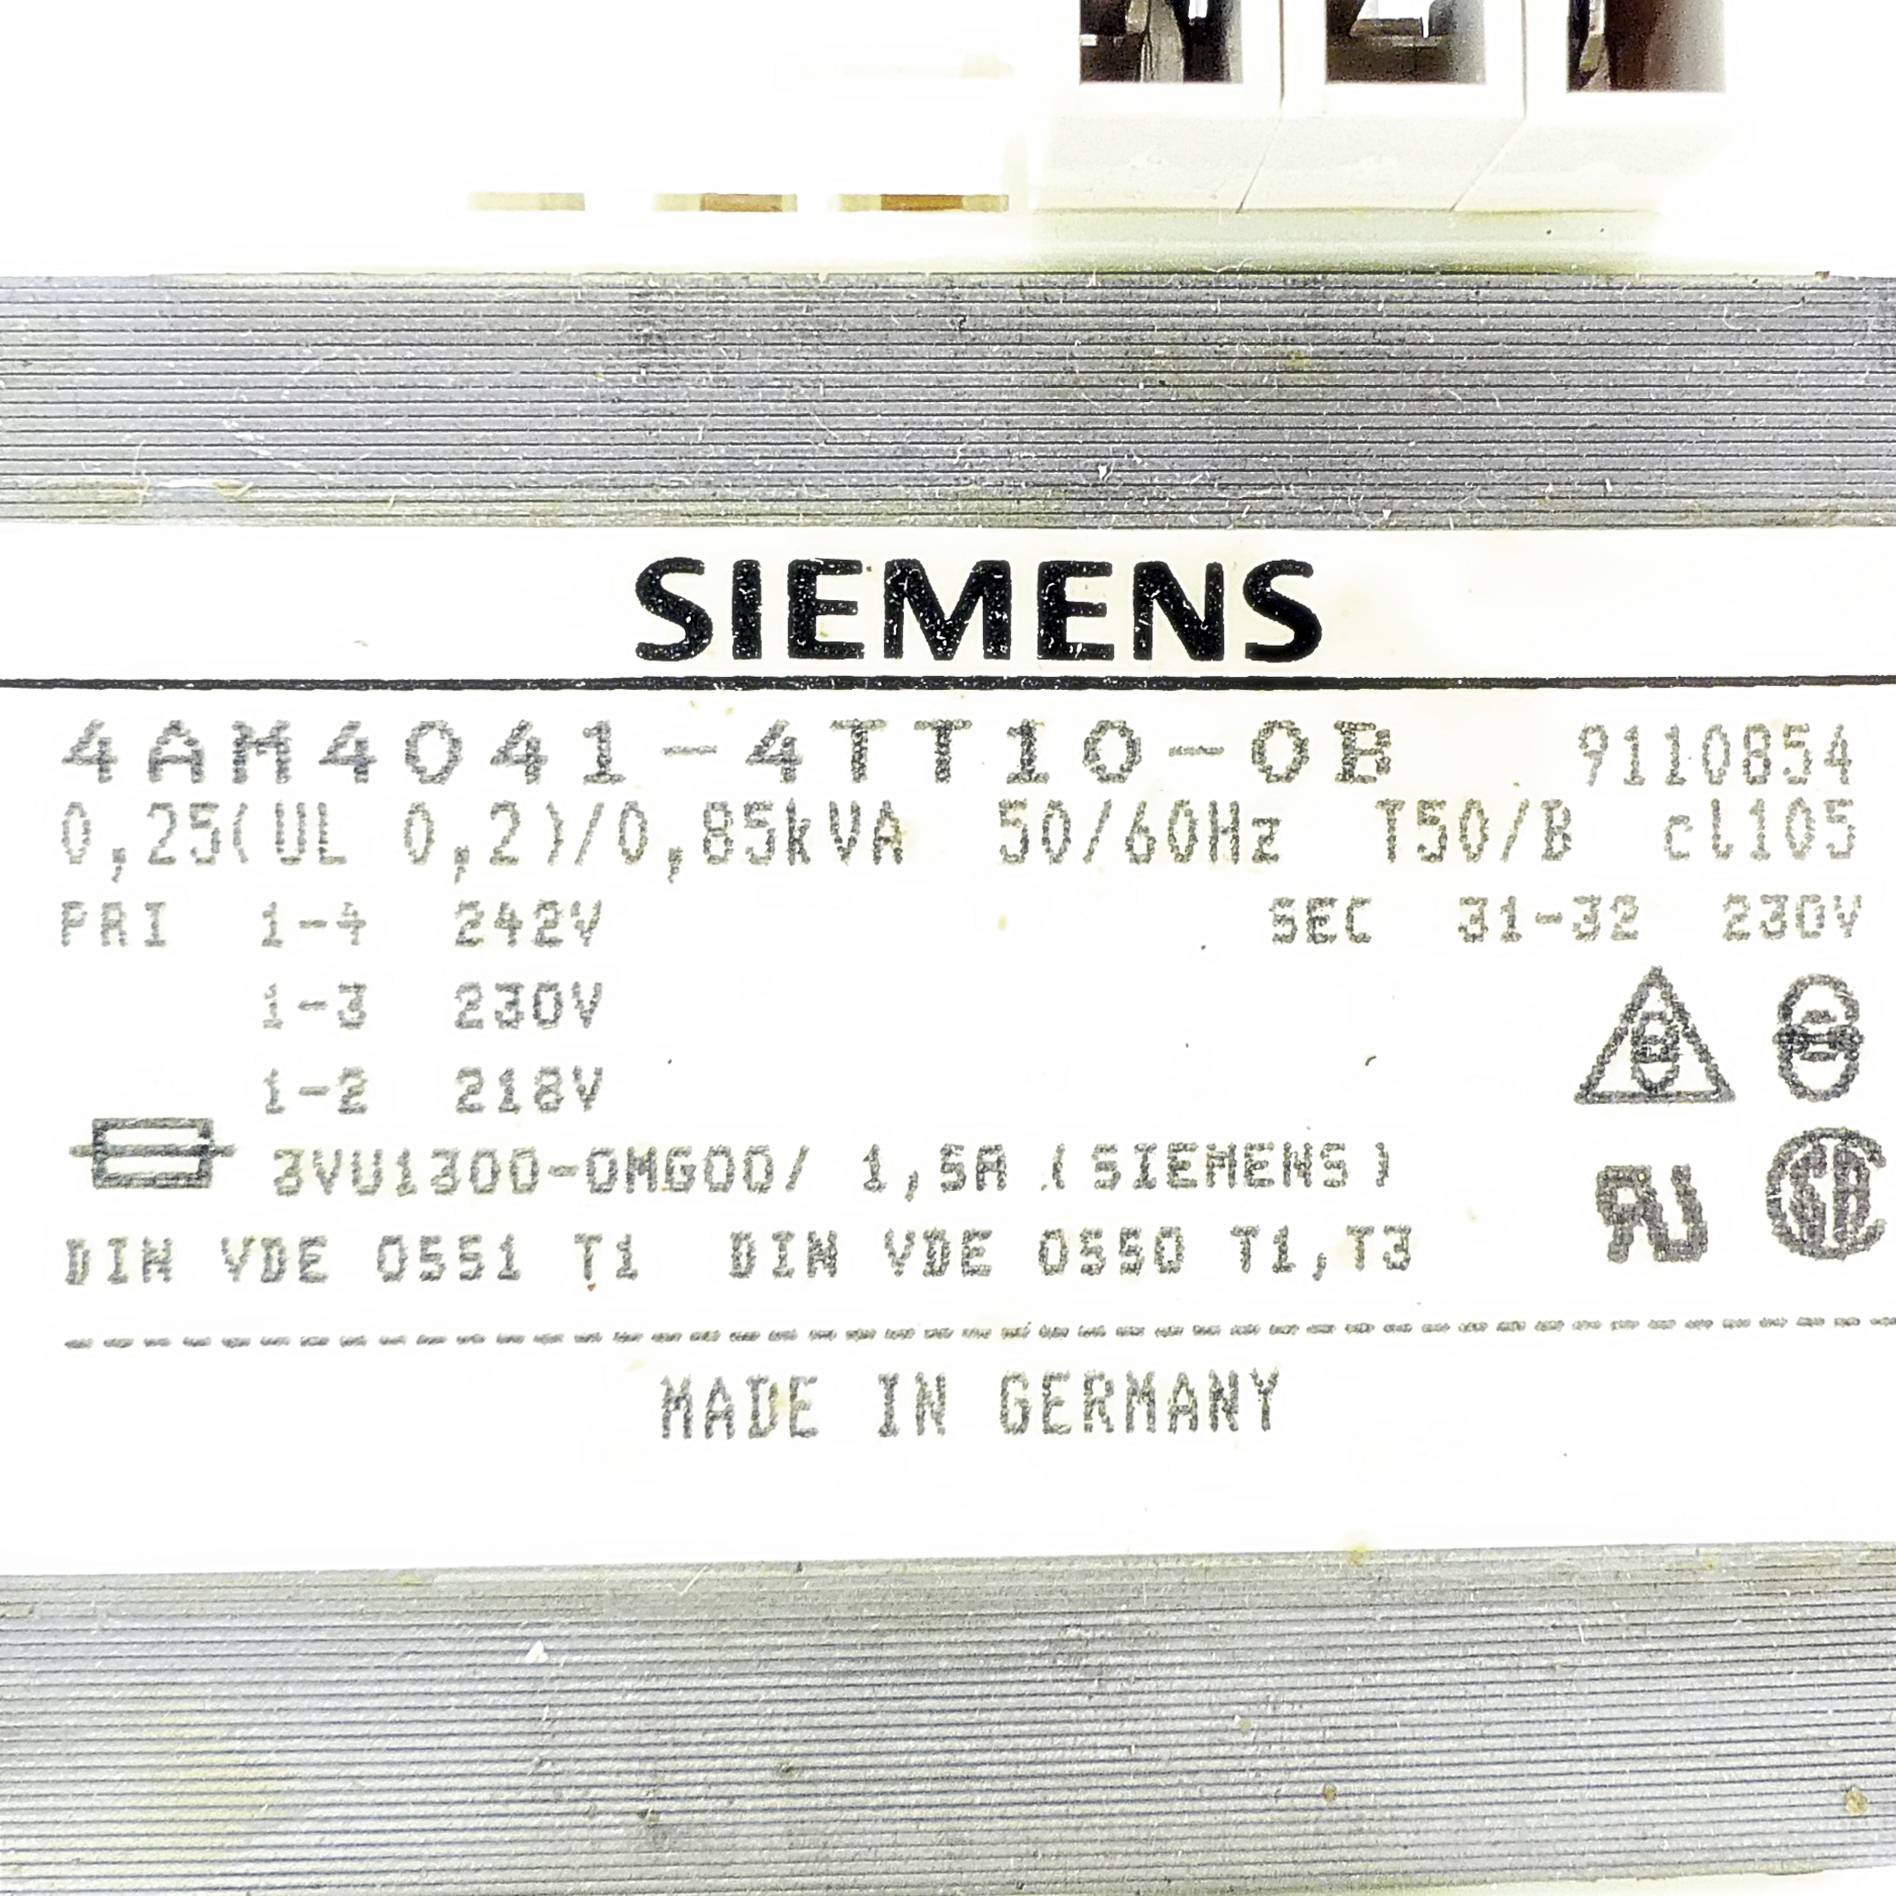 SIEMENS
4AM4041-4TT10-0B 9110854
0,25(UL 0,2)/0,85kVA 50/60Hz T50/B cl105
PRI 1-4 242V SEC 31-32 230V
1-3 230V
1-2 218V
3VU1300-0MG00/ 1,5A (SIEMENS)
DIN VDE 0551 T1 DIN VDE 0550 T1,T3
MADE IN GERMANY